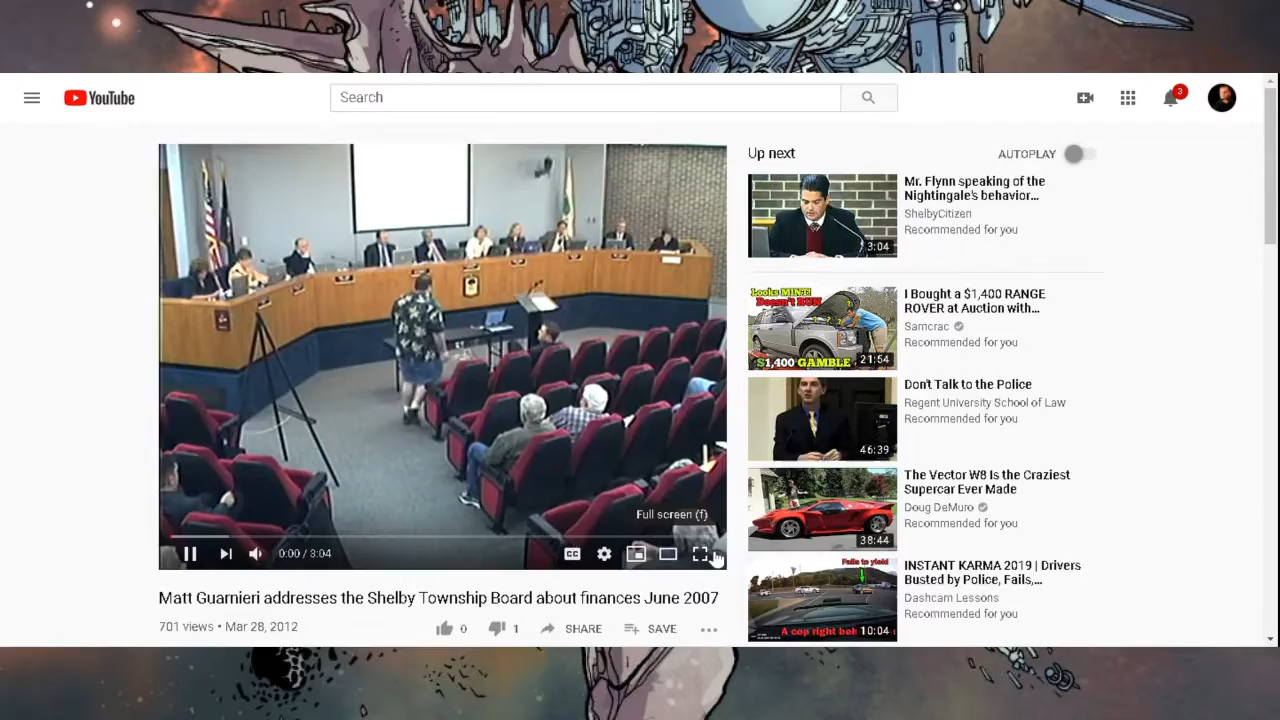 YouTube
Search
3
Full screen (f)
0:00 / 3:04
CC
Matt Guarnieri addresses the Shelby Township Board about finances June 2007
701 views • Mar 28, 2012
0
1
SHARE
SAVE
Up next
AUTOPLAY
3:04
Mr. Flynn speaking of the
Nightingale's behavior...
ShelbyCitizen
Recommended for you
Looks MINT!
Doesn't RUN
$1,400 GAMBLE
21:54
I Bought a $1,400 RANGE
ROVER at Auction with...
Samcrac
Recommended for you
46:39
Don't Talk to the Police
Regent University School of Law
Recommended for you
38:44
The Vector W8 Is the Craziest
Supercar Ever Made
Doug DeMuro
Recommended for you
Fails to yield
A cop right beh
10:04
INSTANT KARMA 2019 | Drivers
Busted by Police, Fails,...
Dashcam Lessons
Recommended for you